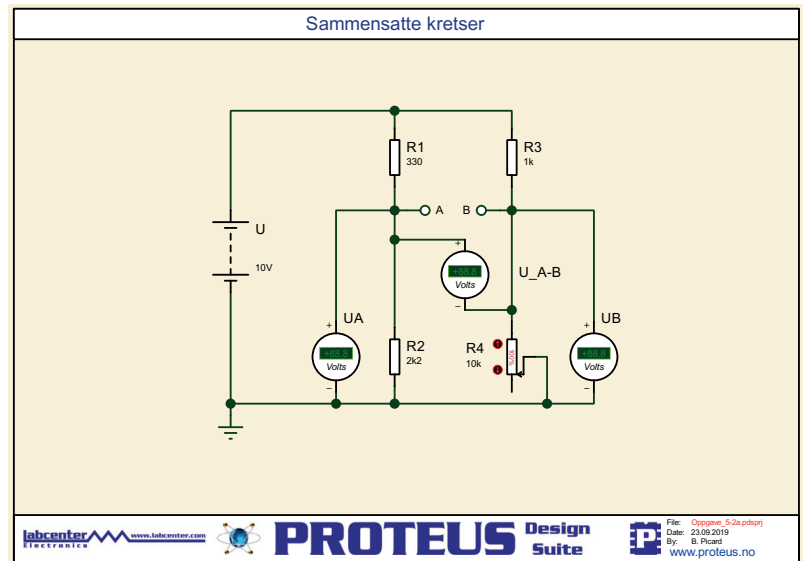 Sammensatte kretser
R1
330
R3
1k
A
B
U
10V
+
+88.8
Volts
−
U_A-B
UA
+
+88.8
Volts
−
R2
2k2
R4
10k
100%
UB
+
+88.8
Volts
−
labcenter www.labcenter.com
Electronics
PROTEUS Design Suite
File: Oppgave_5-2a.pdsprj
Date: 23.09.2019
By: B. Picard
www.proteus.no